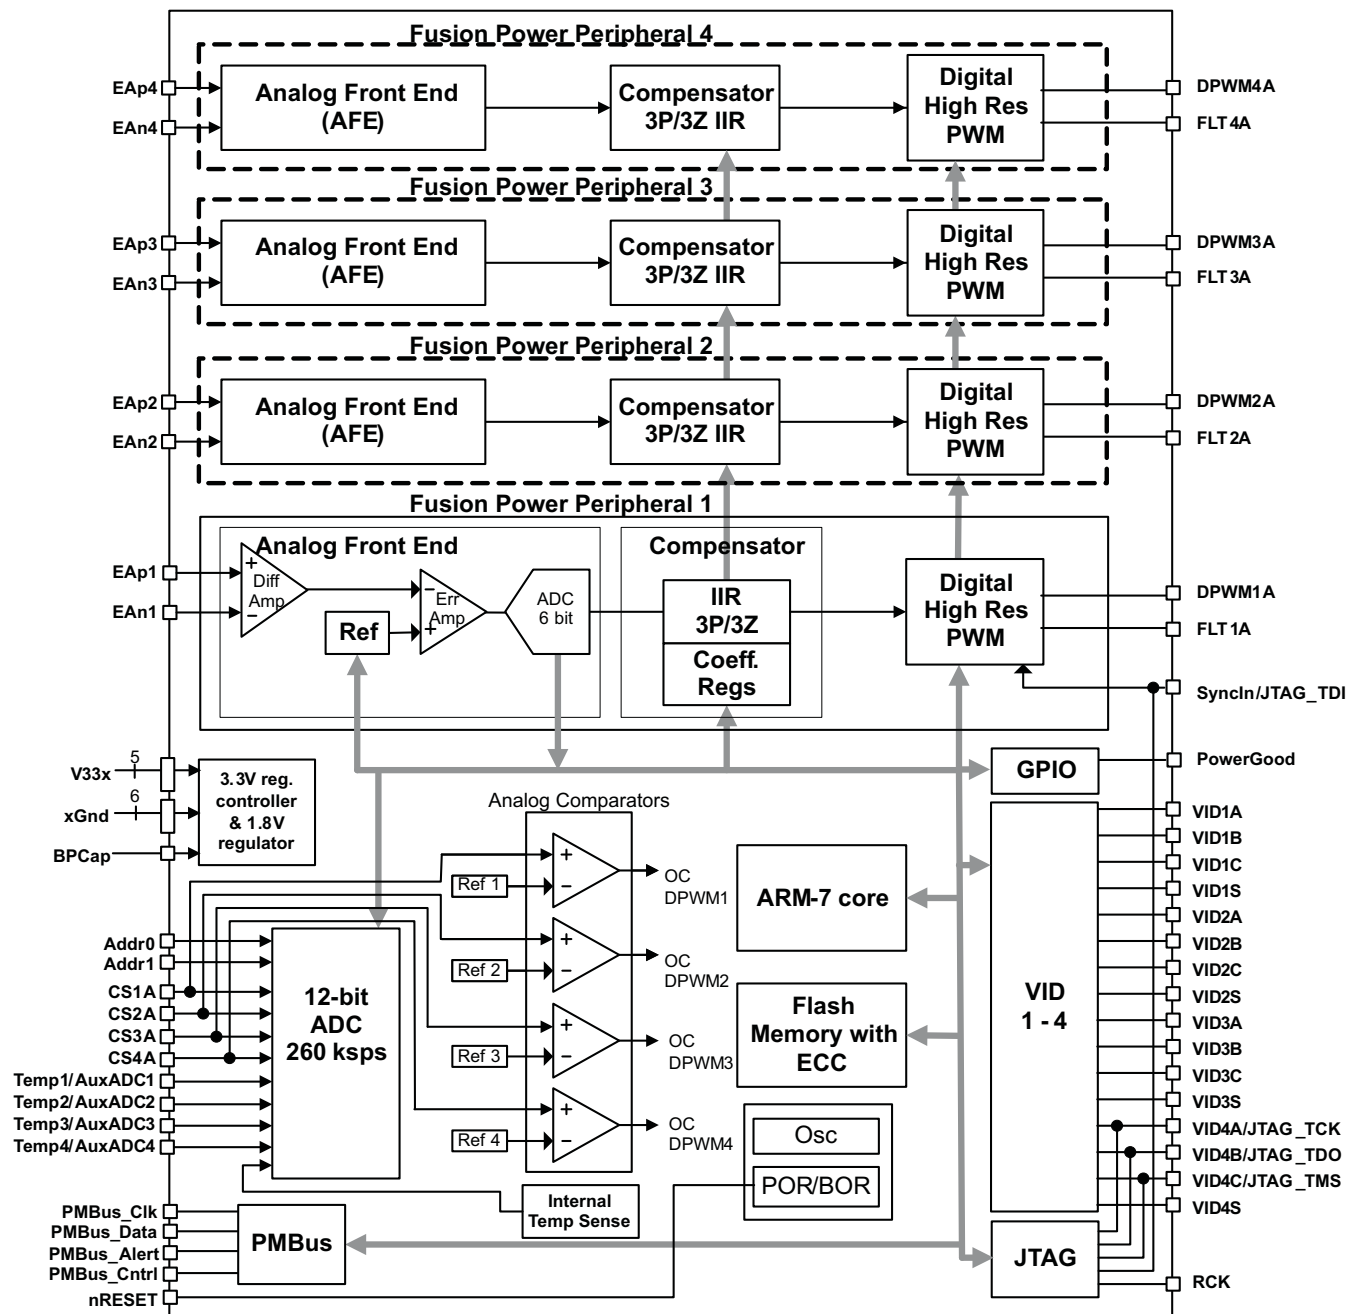 Fusion Power Peripheral 4
EAp4
EAn4
Analog Front End
(AFE)
Compensator
3P/3Z IIR
Digital
High Res
PWM
DPWM4A
FLT4A
Fusion Power Peripheral 3
EAp3
EAn3
Analog Front End
(AFE)
Compensator
3P/3Z IIR
Digital
High Res
PWM
DPWM3A
FLT3A
Fusion Power Peripheral 2
EAp2
EAn2
Analog Front End
(AFE)
Compensator
3P/3Z IIR
Digital
High Res
PWM
DPWM2A
FLT2A
Fusion Power Peripheral 1
EAp1
EAn1
Analog Front End
+
Diff
Amp
−
Ref
−
Err
Amp
+
ADC
6 bit
Compensator
IIR
3P/3Z
Coeff.
Regs
Digital
High Res
PWM
DPWM1A
FLT1A
SyncIn/JTAG_TDI
V33x
5
xGnd
6
BPCap
3.3V reg.
controller
& 1.8V
regulator
GPIO
PowerGood
Analog Comparators
Ref 1
+
−
OC
DPWM1
Ref 2
+
−
OC
DPWM2
Ref 3
+
−
OC
DPWM3
Ref 4
+
−
OC
DPWM4
Addr0
Addr1
CS1A
CS2A
CS3A
CS4A
Temp1/AuxADC1
Temp2/AuxADC2
Temp3/AuxADC3
Temp4/AuxADC4
12-bit
ADC
260 ksps
Internal
Temp Sense
ARM-7 core
Flash
Memory with
ECC
Osc
POR/BOR
VID
1 - 4
VID1A
VID1B
VID1C
VID1S
VID2A
VID2B
VID2C
VID2S
VID3A
VID3B
VID3C
VID3S
VID4A/JTAG_TCK
VID4B/JTAG_TDO
VID4C/JTAG_TMS
VID4S
PMBus_Clk
PMBus_Data
PMBus_Alert
PMBus_Cntrl
nRESET
PMBus
JTAG
RCK